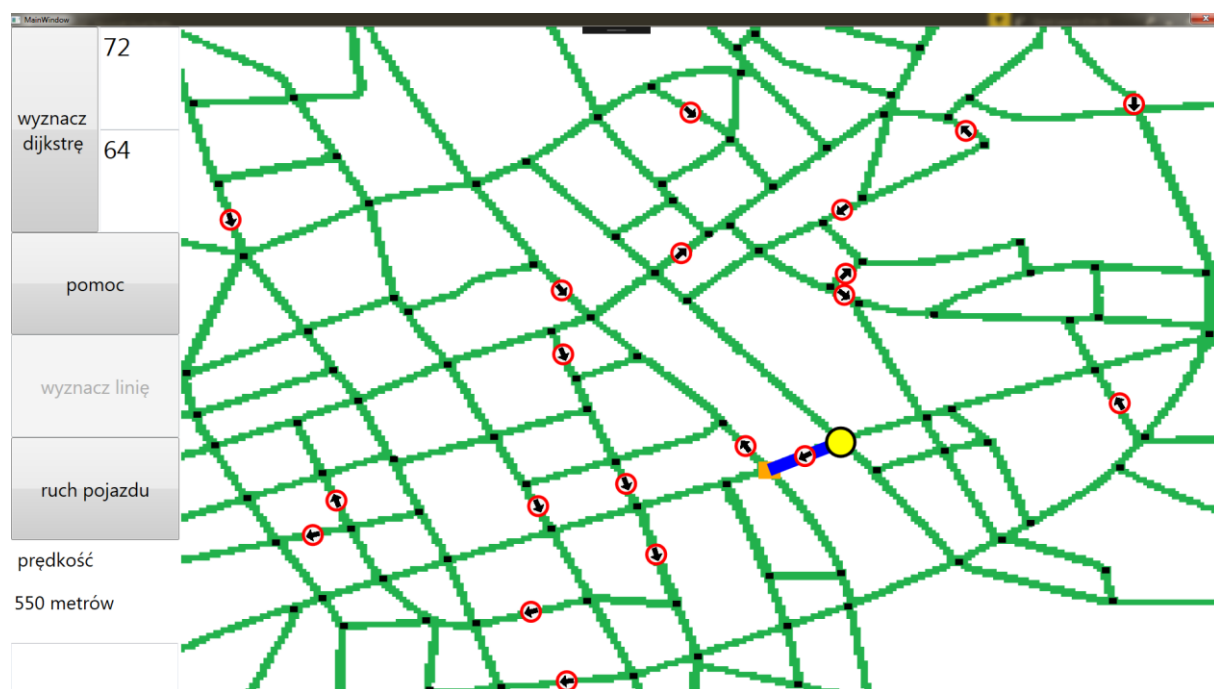 MainWindow
72
wyznacz
dijkstrę
64
pomoc
wyznacz linię
ruch pojazdu
prędkość
550 metrów